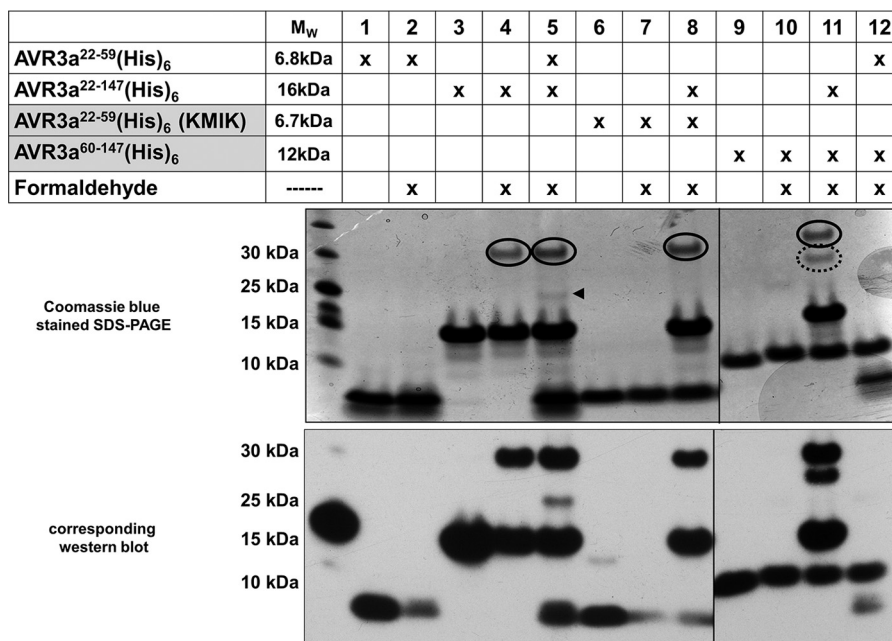 Mw 1 2 3 4 5 6 7 8 9 10 11 12
AVR3a22-59(His)6 6.8kDa x x x x
AVR3a22-147(His)6 16kDa x x x x x
AVR3a22-59(His)6 (KMIK) 6.7kDa x x x
AVR3a60-147(His)6 12kDa x x x x
Formaldehyde ------ x x x x x x x x
30 kDa
25 kDa
Coomassie blue
stained SDS-PAGE
15 kDa
10 kDa
30 kDa
25 kDa
corresponding
western blot
15 kDa
10 kDa